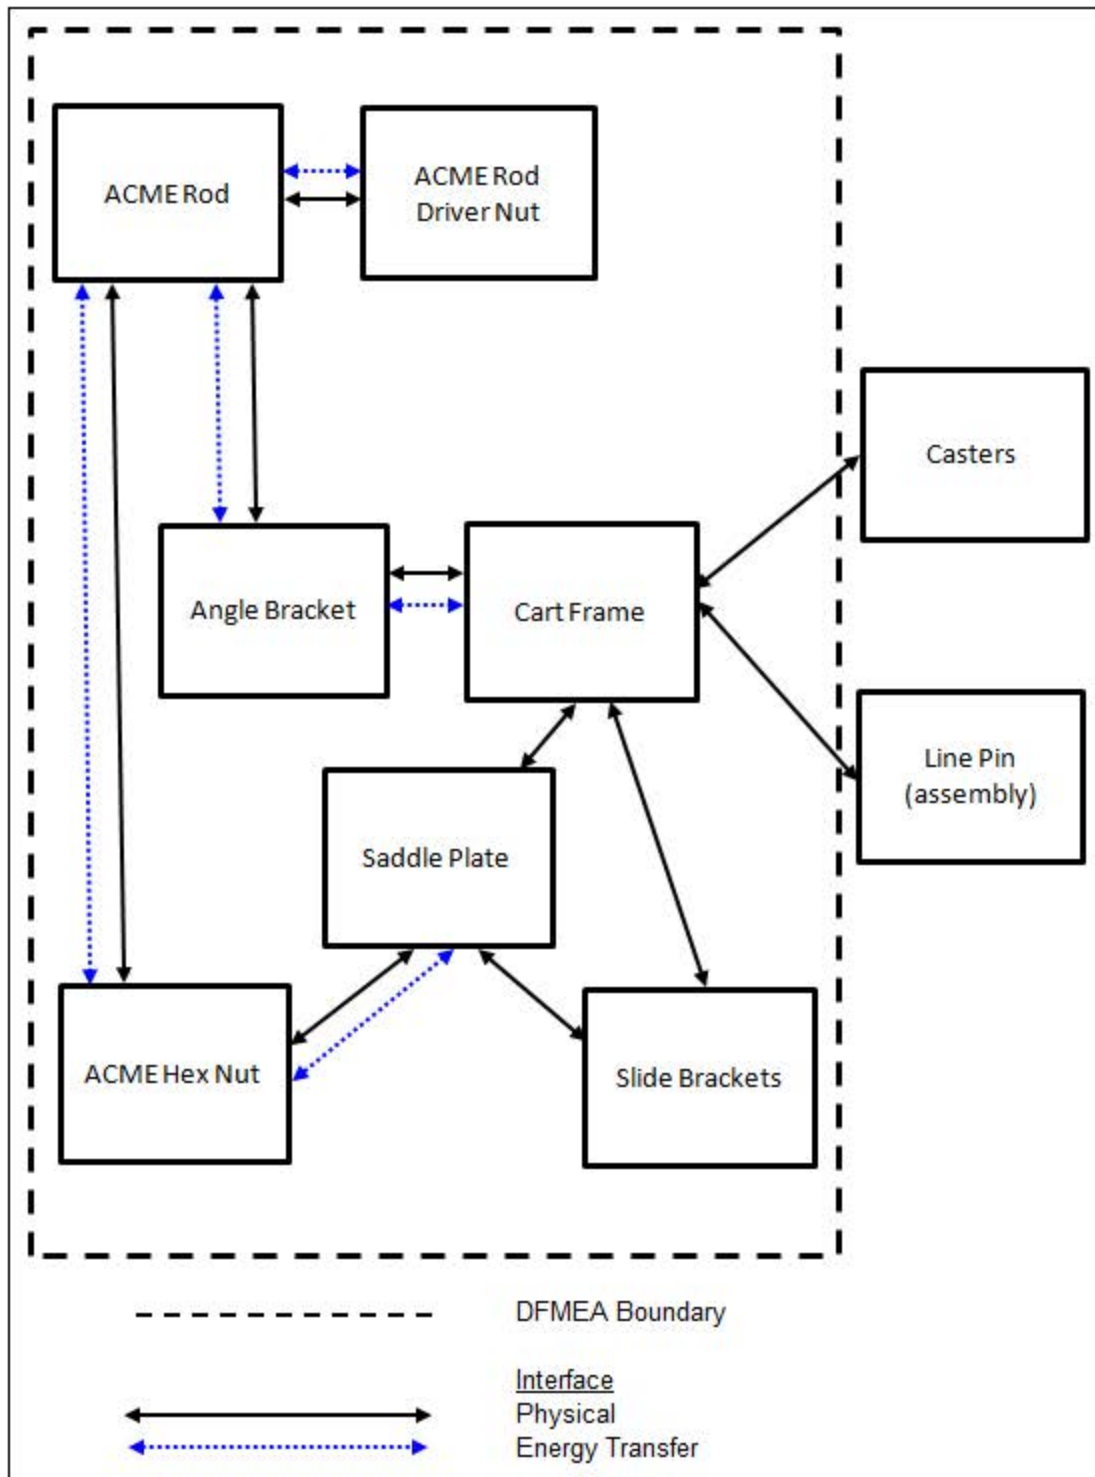 ACME Rod
ACME Rod
Driver Nut
Casters
Angle Bracket
Cart Frame
Line Pin
(assembly)
Saddle Plate
ACME Hex Nut
Slide Brackets
DFMEA Boundary
Interface
Physical
Energy Transfer